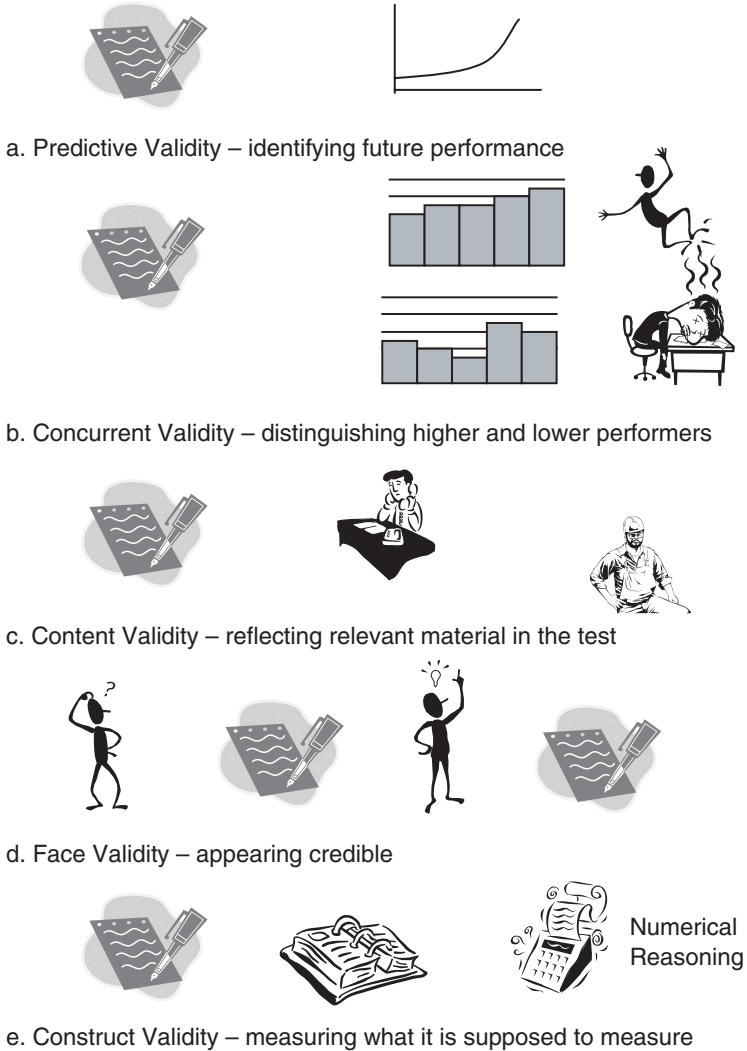 a. Predictive Validity – identifying future performance
b. Concurrent Validity – distinguishing higher and lower performers
c. Content Validity – reflecting relevant material in the test
?
d. Face Validity – appearing credible
Numerical
Reasoning
e. Construct Validity – measuring what it is supposed to measure